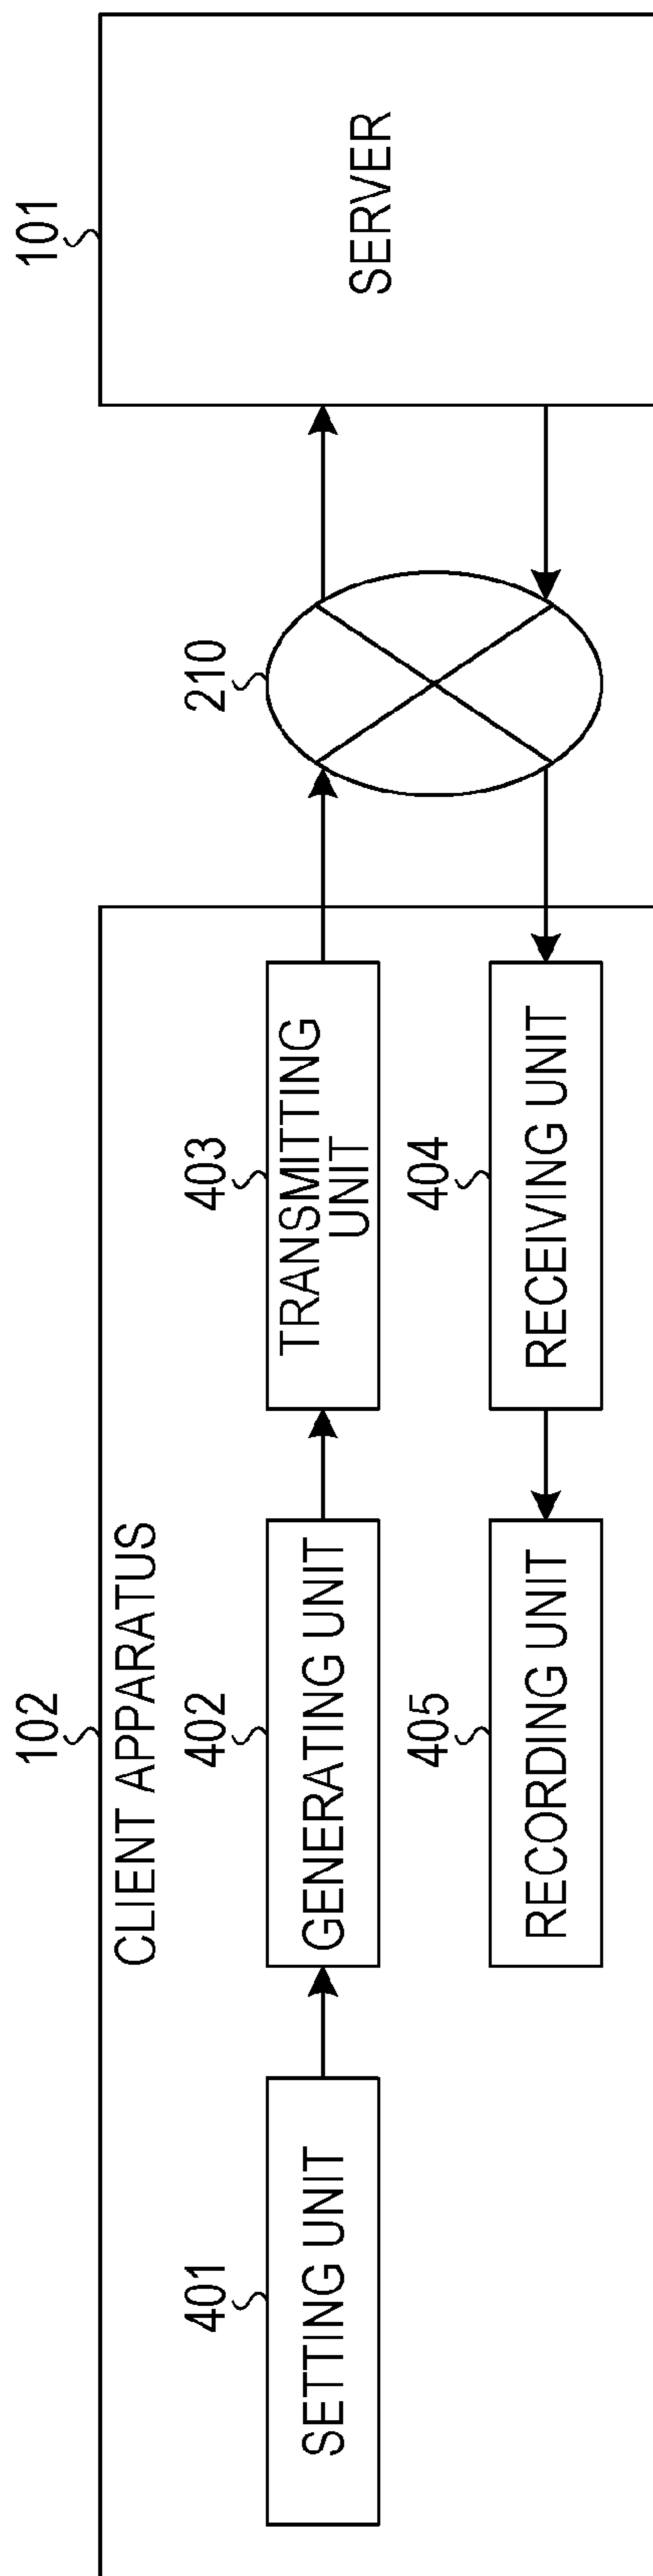 102
CLIENT APPARATUS
401
SETTING UNIT
402
GENERATING UNIT
403
TRANSMITTING
UNIT
405
RECORDING UNIT
404
RECEIVING UNIT
210
101
SERVER